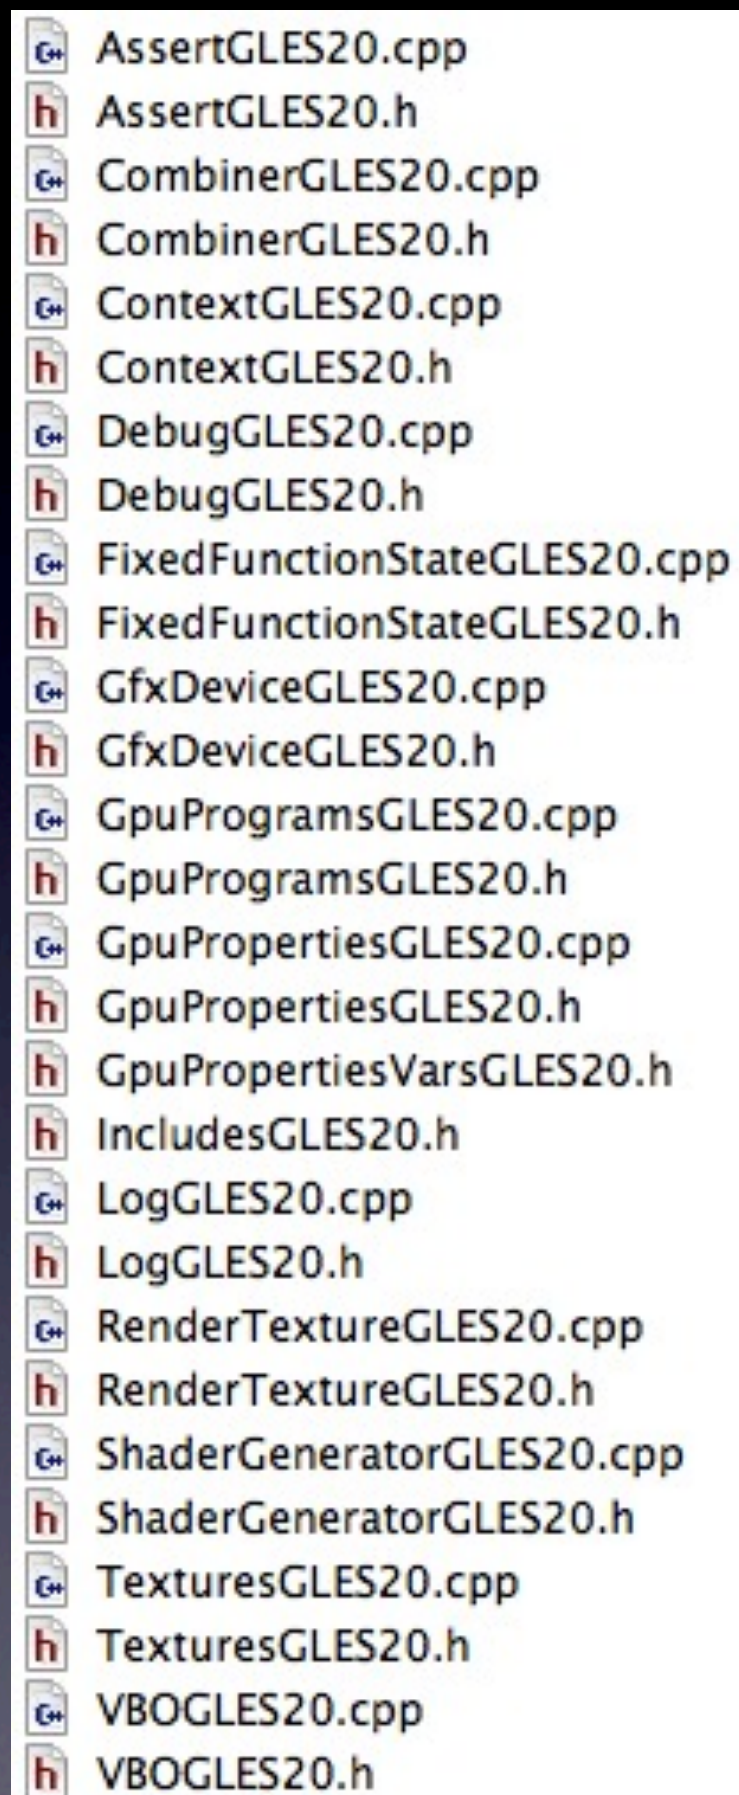 AssertGLES20.cpp
AssertGLES20.h
CombinerGLES20.cpp
CombinerGLES20.h
ContextGLES20.cpp
ContextGLES20.h
DebugGLES20.cpp
DebugGLES20.h
FixedFunctionStateGLES20.cpp
FixedFunctionStateGLES20.h
GfxDeviceGLES20.cpp
GfxDeviceGLES20.h
GpuProgramsGLES20.cpp
GpuProgramsGLES20.h
GpuPropertiesGLES20.cpp
GpuPropertiesGLES20.h
GpuPropertiesVarsGLES20.h
IncludesGLES20.h
LogGLES20.cpp
LogGLES20.h
RenderTextureGLES20.cpp
RenderTextureGLES20.h
ShaderGeneratorGLES20.cpp
ShaderGeneratorGLES20.h
TexturesGLES20.cpp
TexturesGLES20.h
VBOGLES20.cpp
VBOGLES20.h